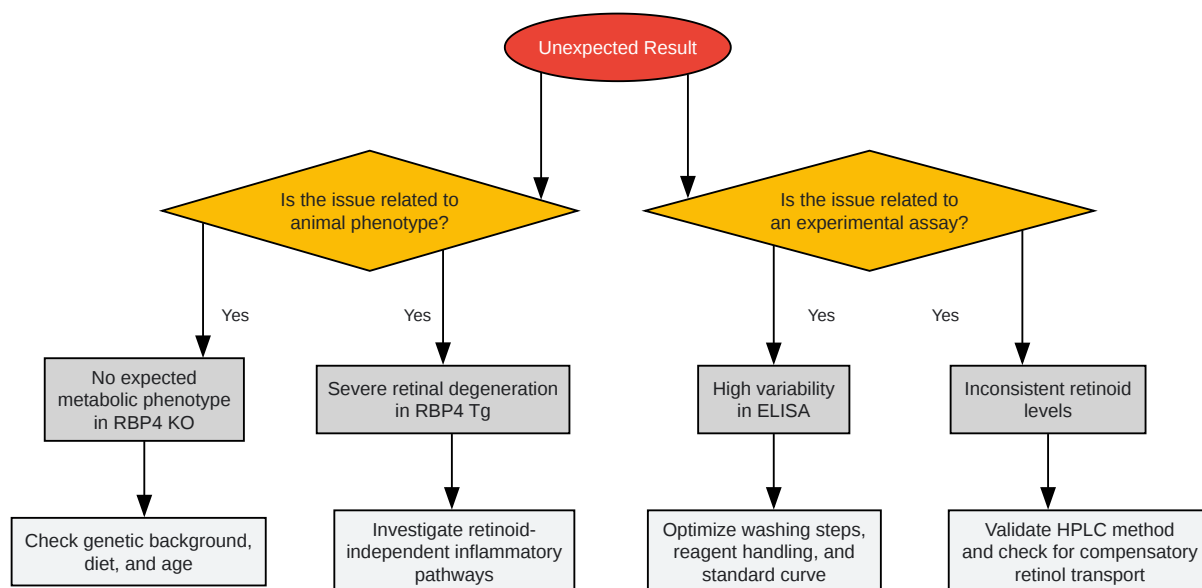 Unexpected Result
Is the issue related to
animal phenotype?
Is the issue related to
an experimental assay?
Yes
Yes
Yes
Yes
No expected
metabolic phenotype
in RBP4 KO
Severe retinal degeneration
in RBP4 Tg
High variability
in ELISA
Inconsistent retinoid
levels
Check genetic background,
diet, and age
Investigate retinoid-
independent inflammatory
pathways
Optimize washing steps,
reagent handling, and
standard curve
Validate HPLC method
and check for compensatory
retinol transport